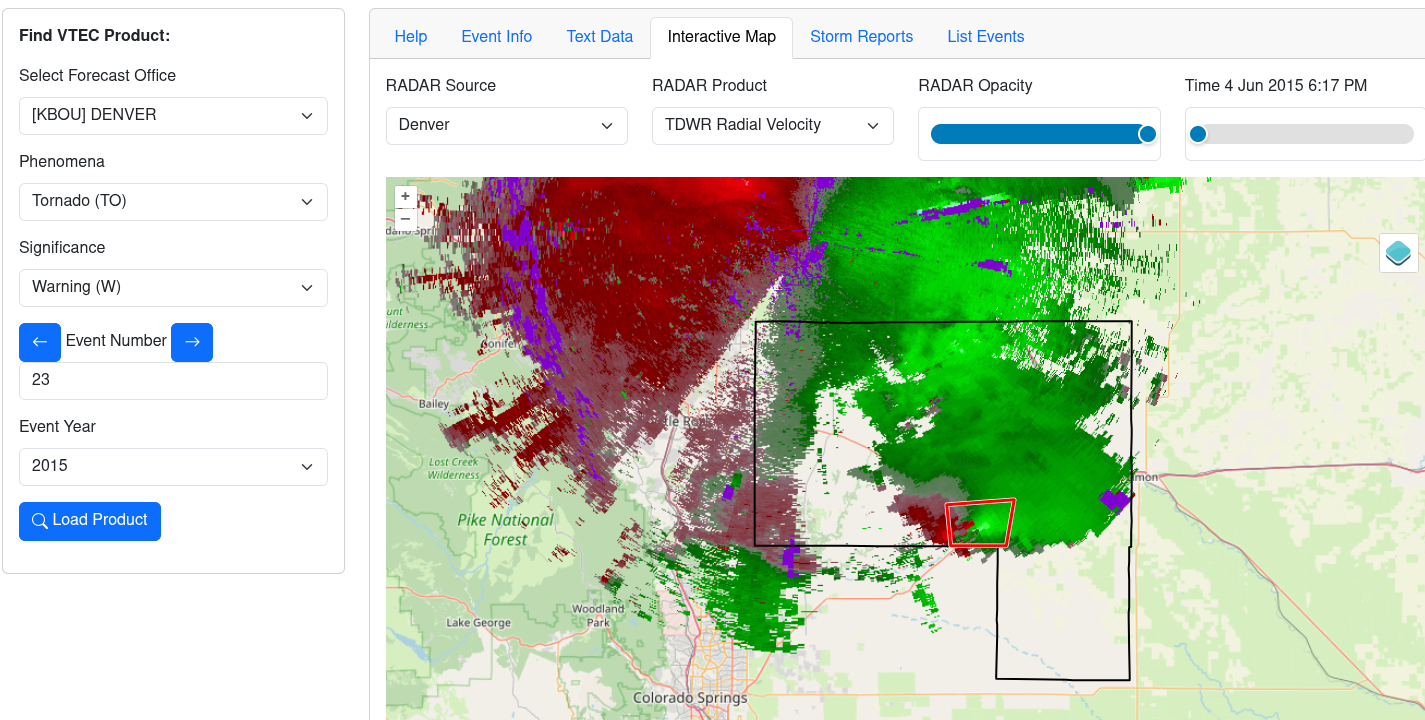 Find VTEC Product:
Select Forecast Office
[KBOU] DENVER
Phenomena
Tornado (TO)
Significance
Warning (W)
← Event Number →
23
Event Year
2015
Load Product
Help Event Info Text Data Interactive Map Storm Reports List Events
RADAR Source RADAR Product RADAR Opacity Time 4 Jun 2015 6:17 PM
Denver TDWR Radial Velocity
+
−
Bailey
Lost Creek
Wilderness
Pike National
Forest
Woodland
Park
Lake George
Colorado Springs